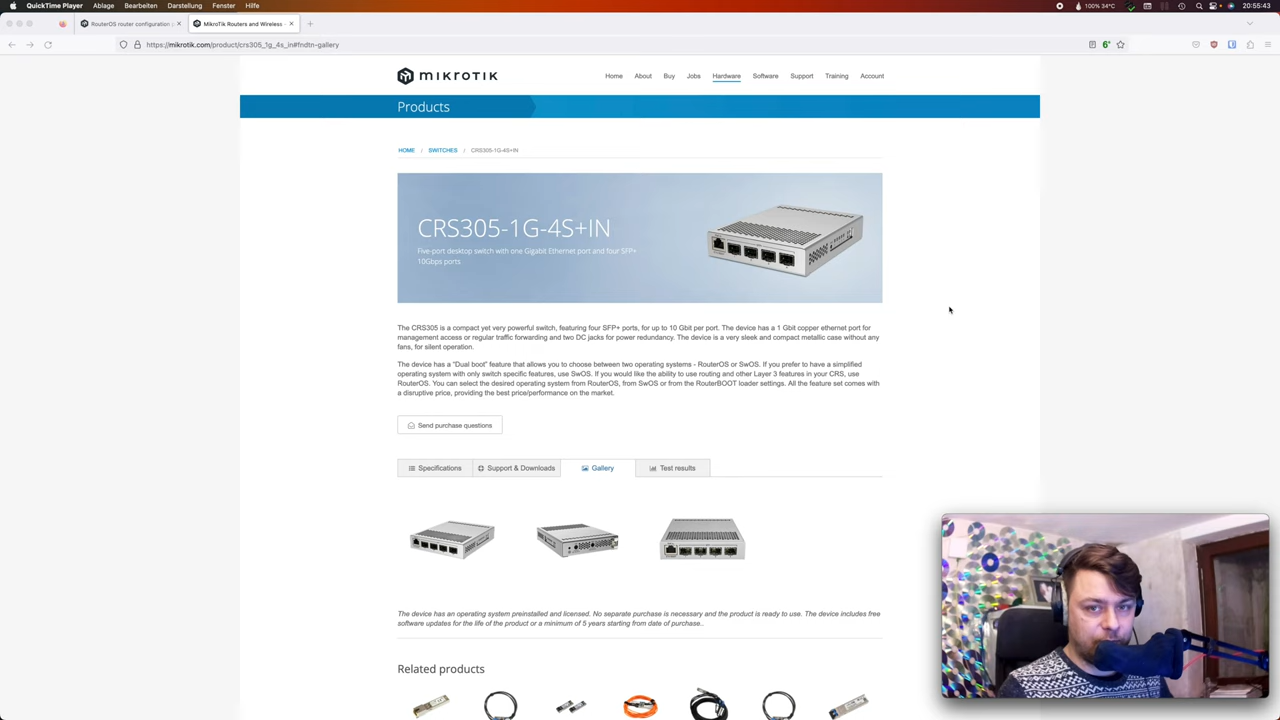 QuickTime Player Ablage Bearbeiten Darstellung Fenster Hilfe 100% 34°C 20:55:43
RouterOS router configuration p
MikroTik Routers and Wireless -
https://mikrotik.com/product/crs305_1g_4s_in#fndtn-gallery
6°
MIKROTIK
Home About Buy Jobs Hardware Software Support Training Account
Products
HOME / SWITCHES / CRS305-1G-4S+IN
CRS305-1G-4S+IN
Five-port desktop switch with one Gigabit Ethernet port and four SFP+
10Gbps ports
The CRS305 is a compact yet very powerful switch, featuring four SFP+ ports, for up to 10 Gbit per port. The device has a 1 Gbit copper ethernet port for
management access or regular traffic forwarding and two DC jacks for power redundancy. The device is a very sleek and compact metallic case without any
fans, for silent operation.
The device has a "Dual boot" feature that allows you to choose between two operating systems - RouterOS or SwOS. If you prefer to have a simplified
operating system with only switch specific features, use SwOS. If you would like the ability to use routing and other Layer 3 features in your CRS, use
RouterOS. You can select the desired operating system from RouterOS, from SwOS or from the RouterBOOT loader settings. All the feature set comes with
a disruptive price, providing the best price/performance on the market.
Send purchase questions
Specifications Support & Downloads Gallery Test results
The device has an operating system preinstalled and licensed. No separate purchase is necessary and the product is ready to use. The device includes free
software updates for the life of the product or a minimum of 5 years starting from date of purchase..
Related products